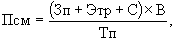 Псм = (Зп + Этр + С) × В / Тп,